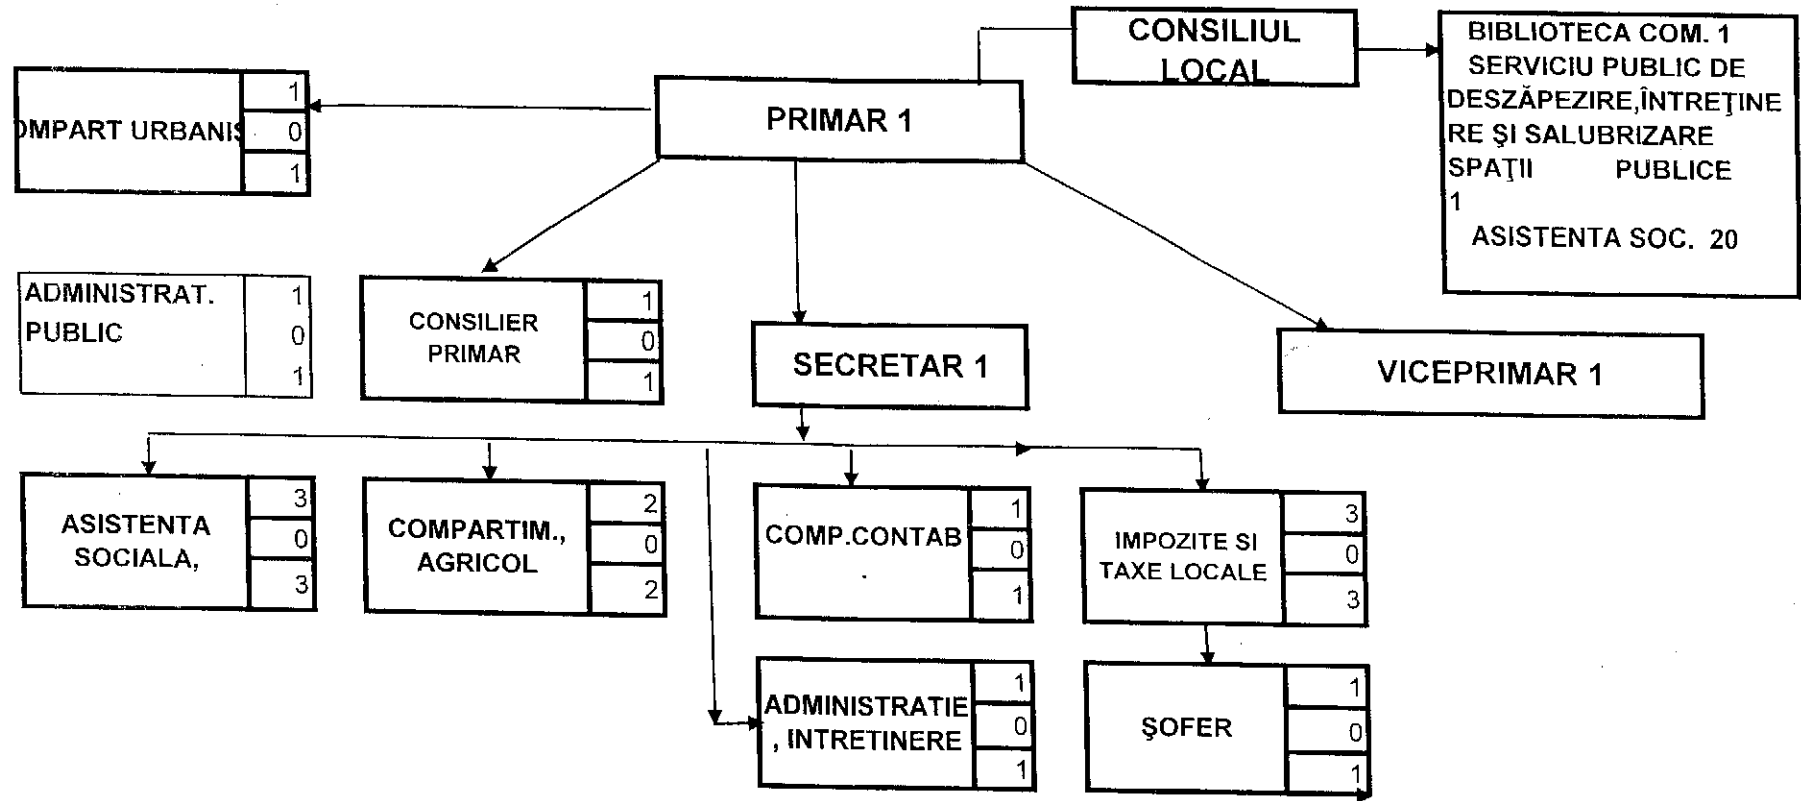 CONSILIUL
LOCAL
BIBLIOTECA COM. 1
SERVICIU PUBLIC DE
DESZĂPEZIRE,ÎNTREŢINE
RE ŞI SALUBRIZARE
SPAŢII PUBLICE
1
ASISTENTA SOC. 20
PRIMAR 1
OMPART URBANIS
1
0
1
ADMINISTRAT.
PUBLIC
1
0
1
CONSILIER
PRIMAR
1
0
1
SECRETAR 1
VICEPRIMAR 1
ASISTENTA
SOCIALA,
3
0
3
COMPARTIM.,
AGRICOL
2
0
2
COMP.CONTAB
.
1
0
1
IMPOZITE SI
TAXE LOCALE
3
0
3
ADMINISTRATIE
, INTRETINERE
1
0
1
ŞOFER
1
0
1